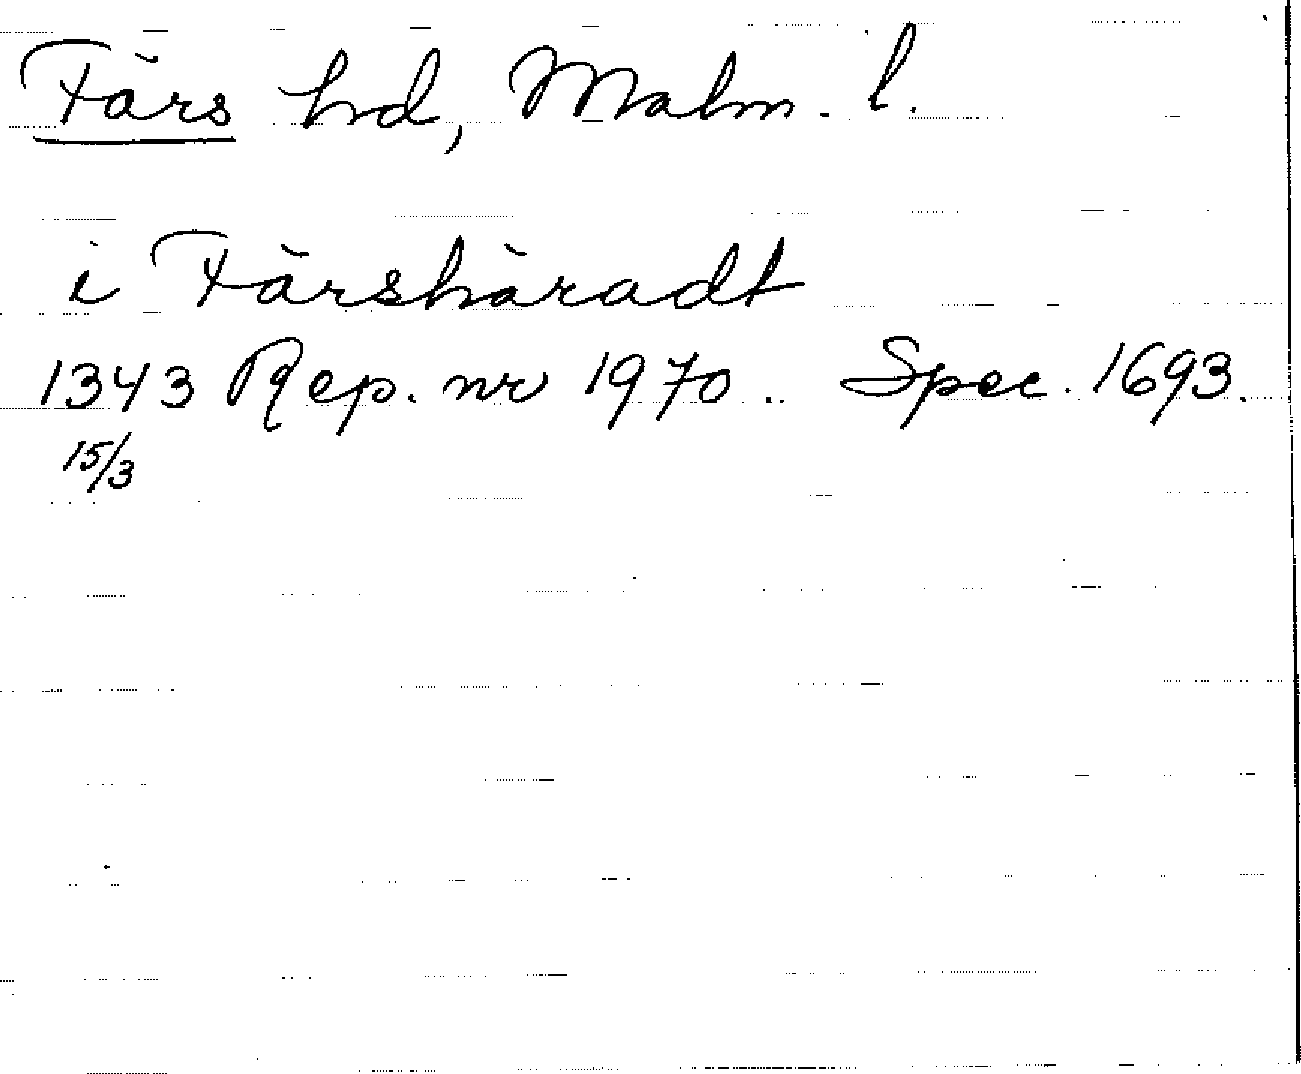 Färs hd, Malm. l.
i Färshäradt
1343 Rep. nr 1970. Spec. 1693.
15/3